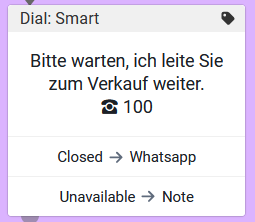 Dial: Smart
Bitte warten, ich leite Sie
zum Verkauf weiter.
☎ 100
Closed → Whatsapp
Unavailable → Note